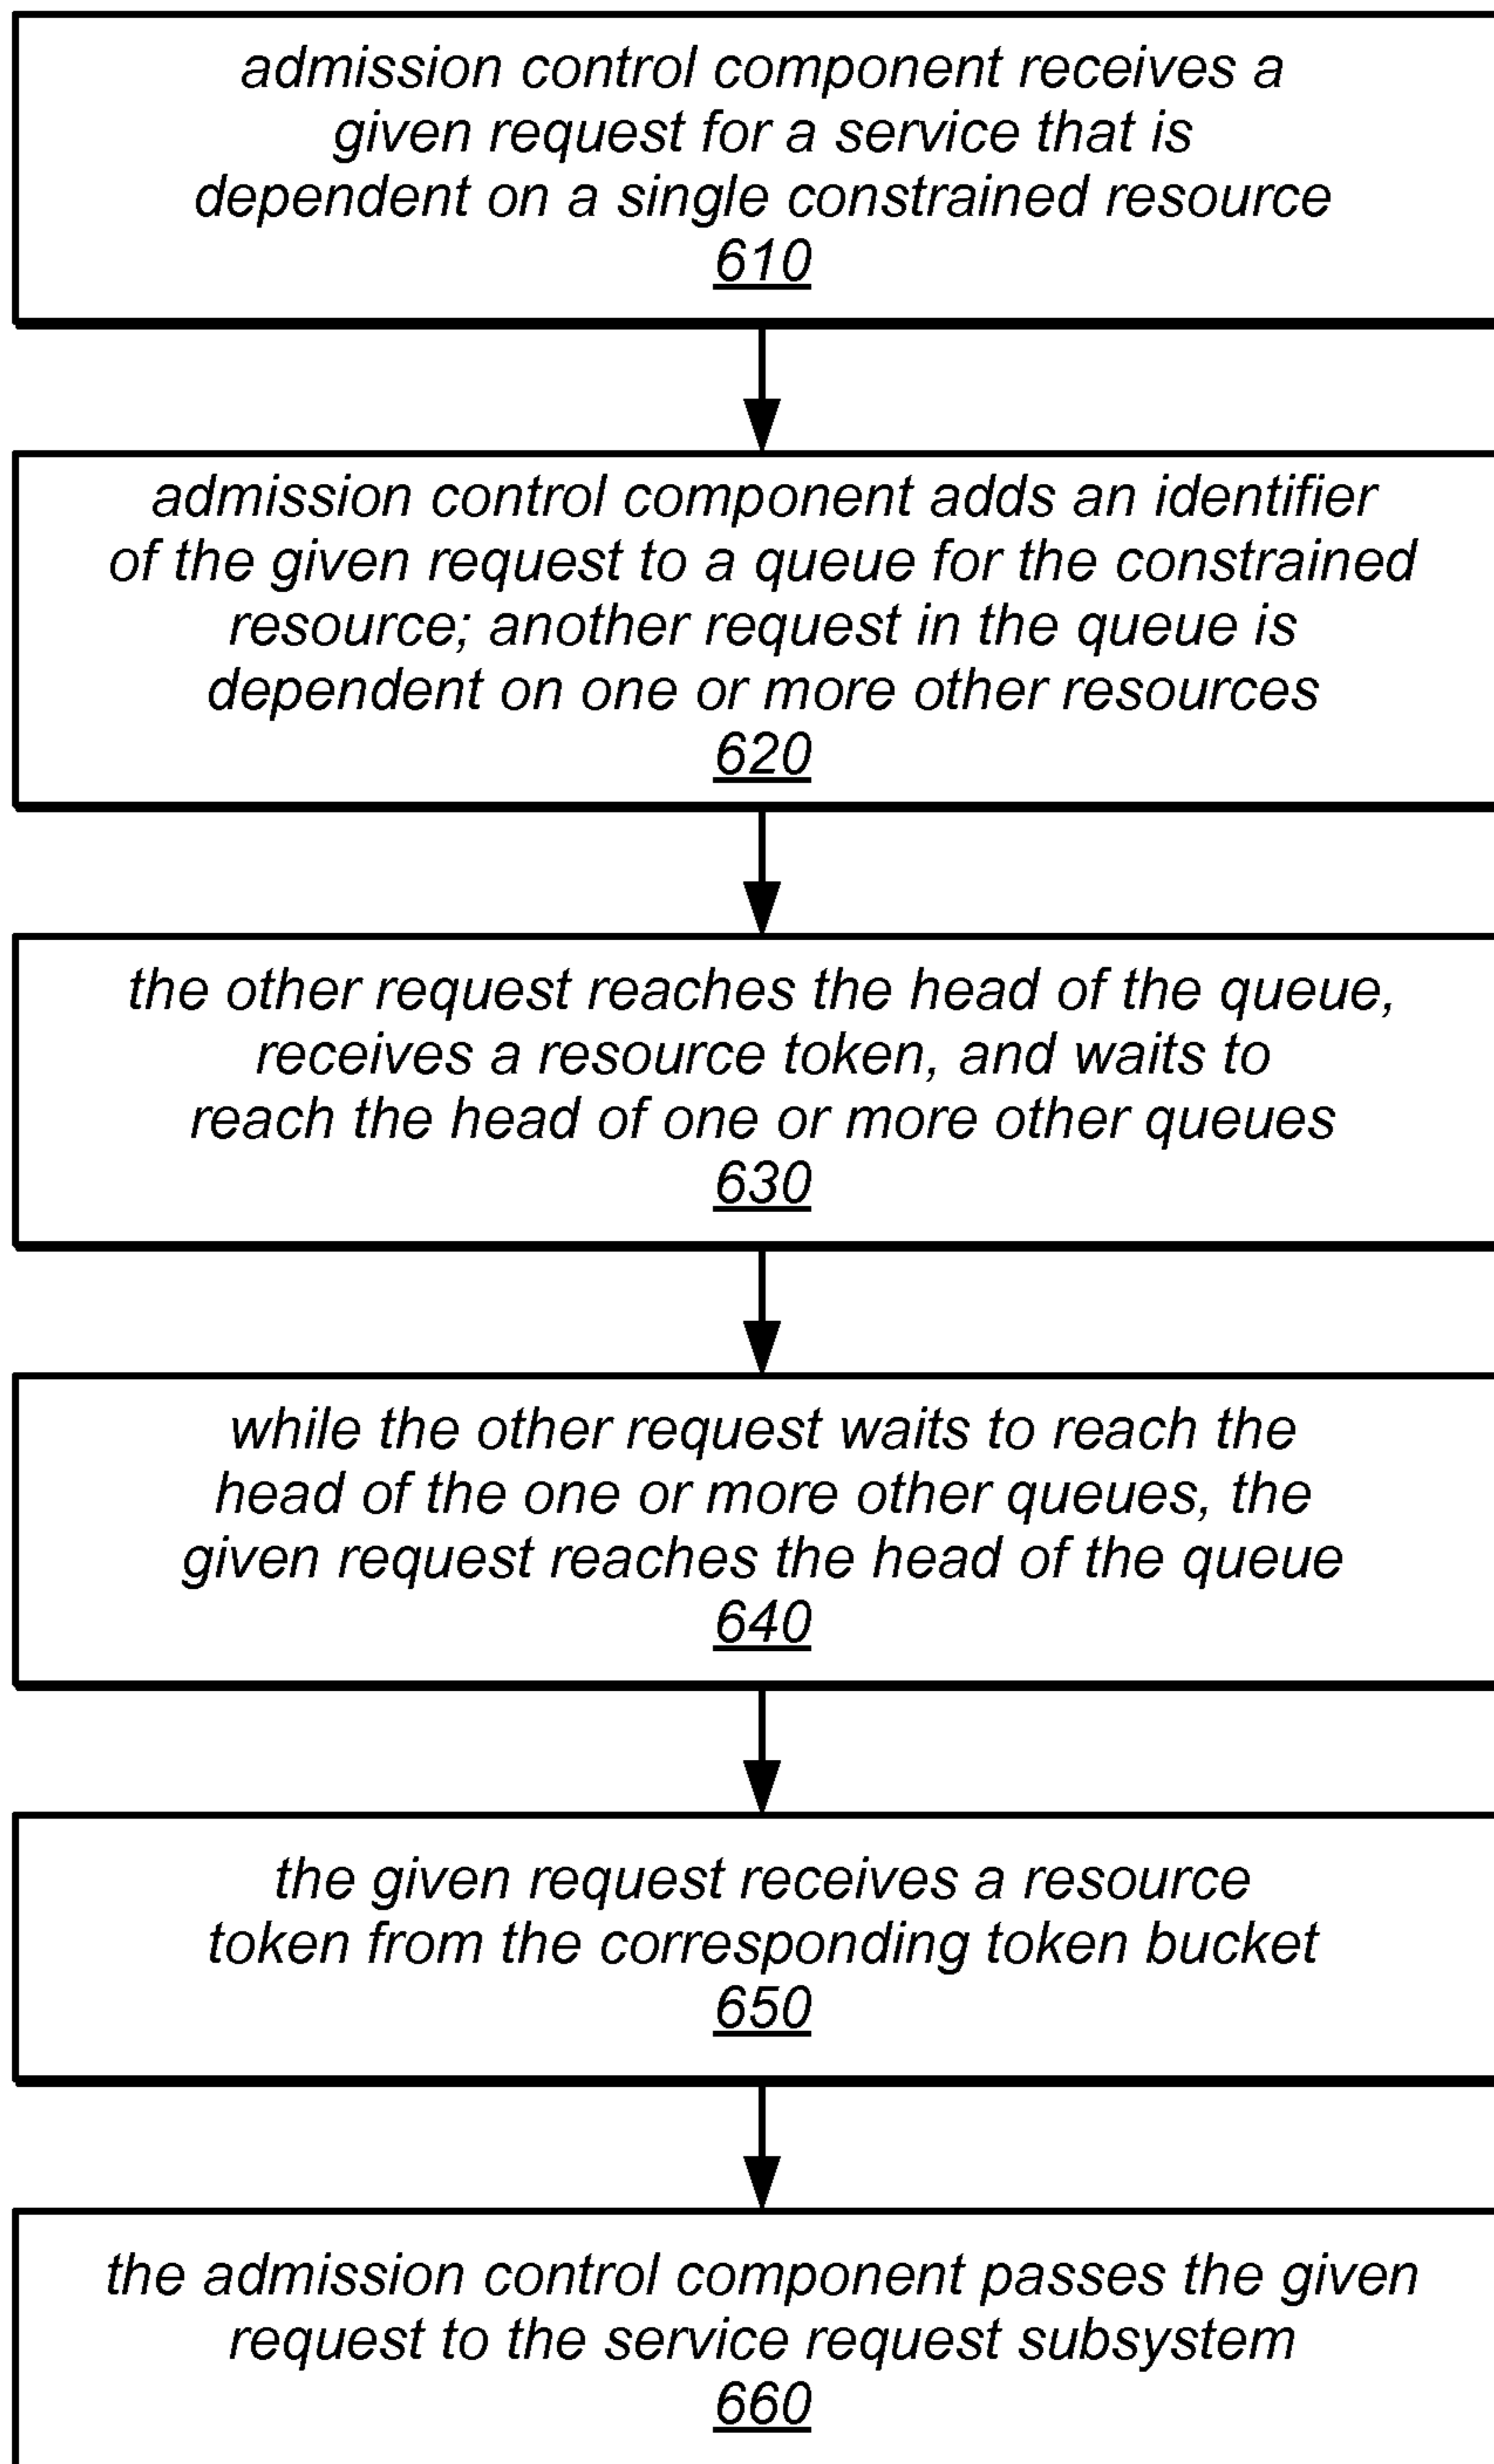 admission control component receives a
given request for a service that is
dependent on a single constrained resource
610
admission control component adds an identifier
of the given request to a queue for the constrained
resource; another request in the queue is
dependent on one or more other resources
620
the other request reaches the head of the queue,
receives a resource token, and waits to
reach the head of one or more other queues
630
while the other request waits to reach the
head of the one or more other queues, the
given request reaches the head of the queue
640
the given request receives a resource
token from the corresponding token bucket
650
the admission control component passes the given
request to the service request subsystem
660